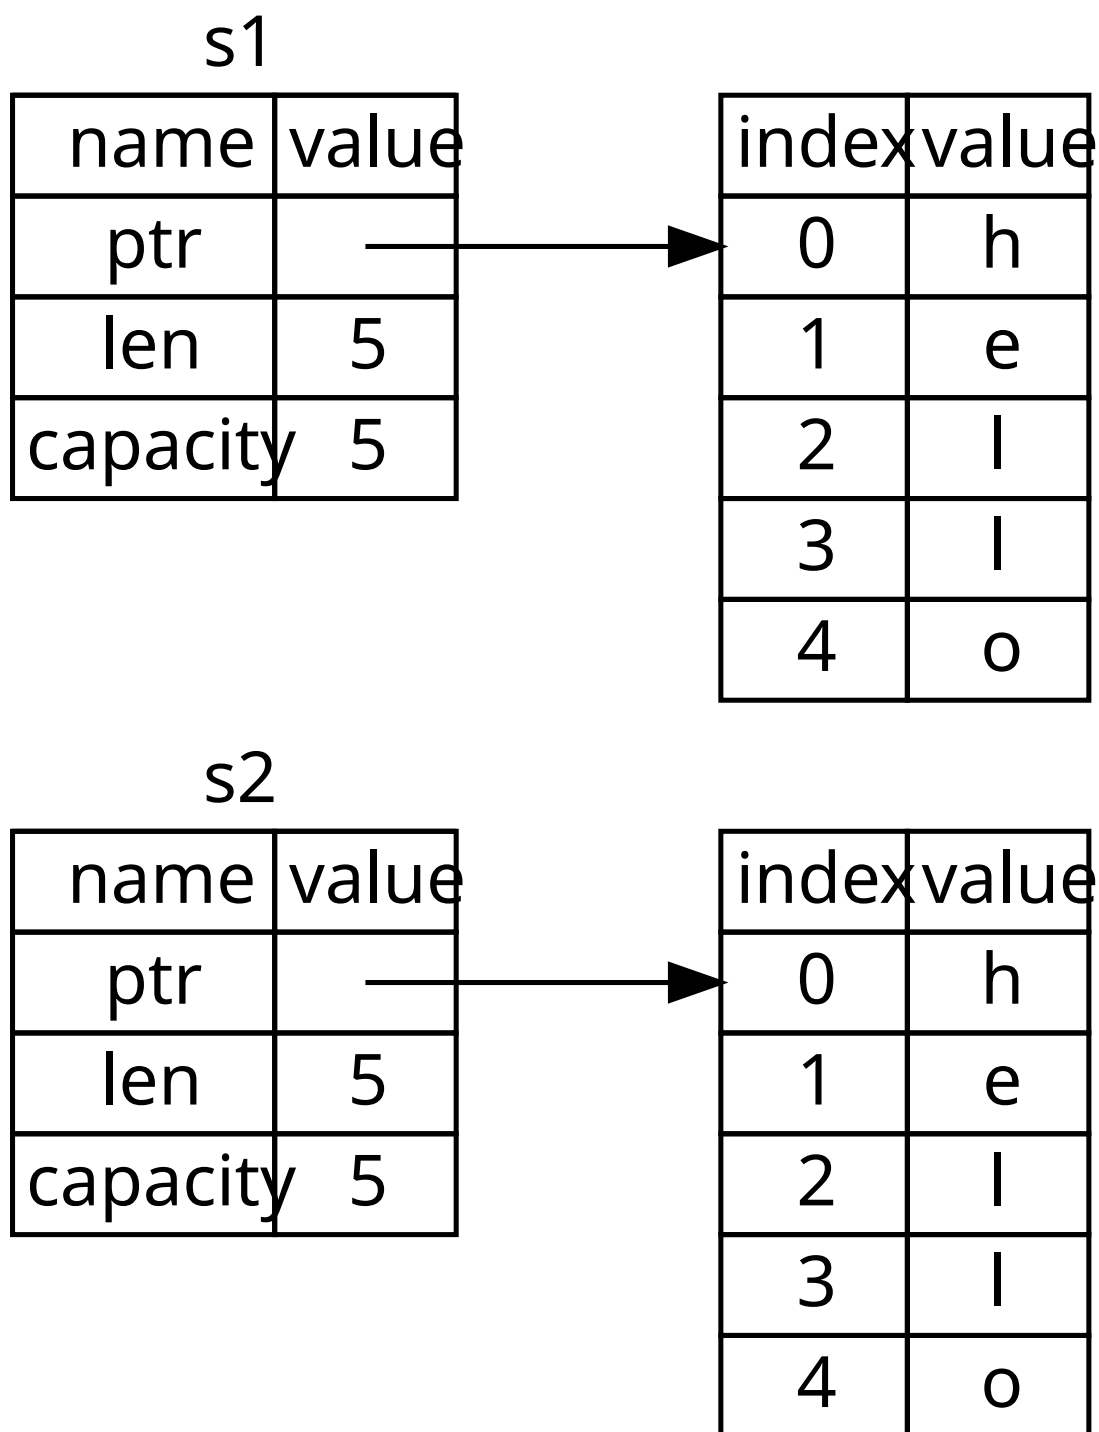 s1
name value
ptr
len 5
capacity 5
index value
0 h
1 e
2 l
3 l
4 o
s2
name value
ptr
len 5
capacity 5
index value
0 h
1 e
2 l
3 l
4 o